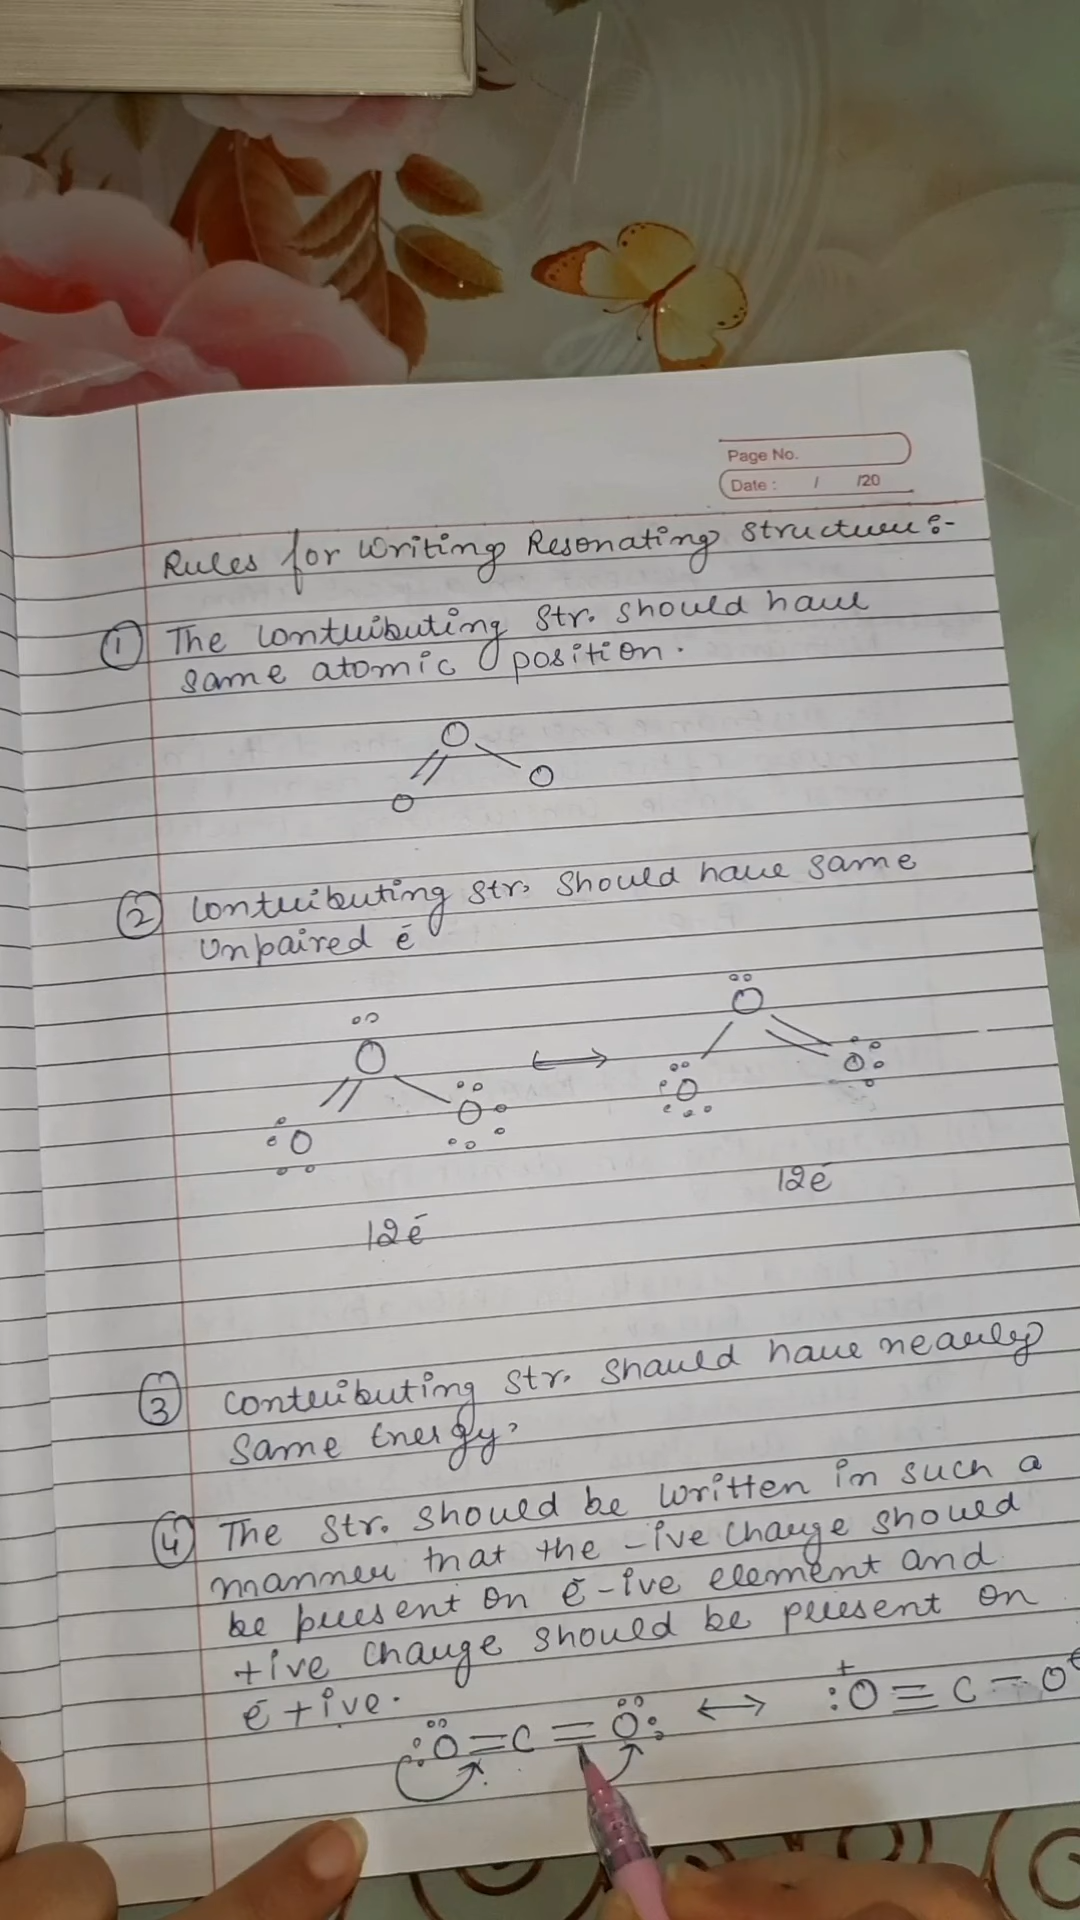 Page No.
Date : / /20
Rules for Writing Resonating Structure :-
① The Contributing Str. should have
same atomic position.
O
O O
② Contributing Str. should have same
Unpaired é
O ⟷ O
O O O O
12é 12é
③ Contributing Str. should have nearly
Same Energy.
④ The Str. should be written in such a
manner that the -ive charge should
be present on é-ive element and
+ive charge should be present on
é +ive.
:Ö=C=Ö: ⟷ :O⁺≡C-O